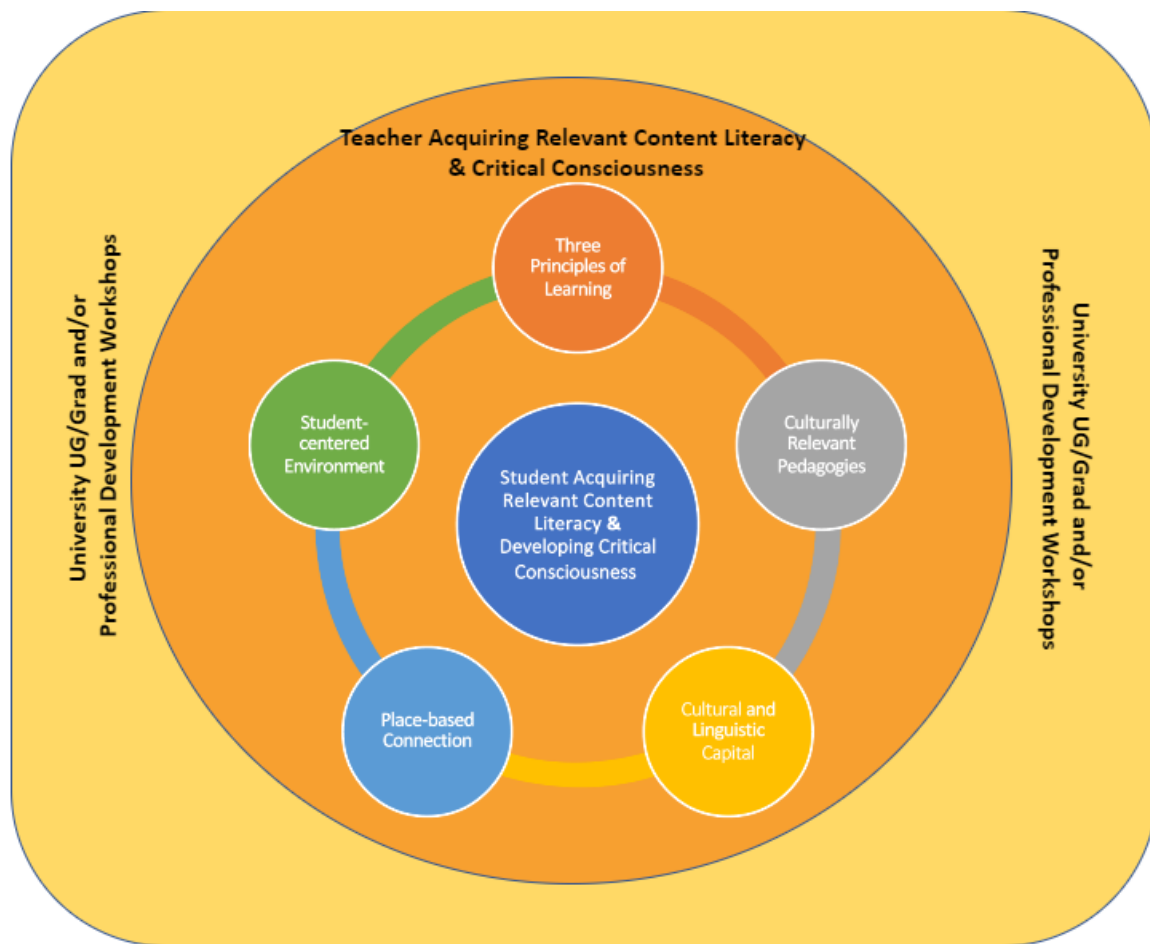 Teacher Acquiring Relevant Content Literacy
& Critical Consciousness
University UG/Grad and/or
Professional Development Workshops
Three
Principles of
Learning
Student-
centered
Environment
Culturally
Relevant
Pedagogies
Student Acquiring
Relevant Content
Literacy & 
Developing Critical
Consciousness
Place-based
Connection
Cultural and
Linguistic
Capital
University UG/Grad and/or
Professional Development Workshops